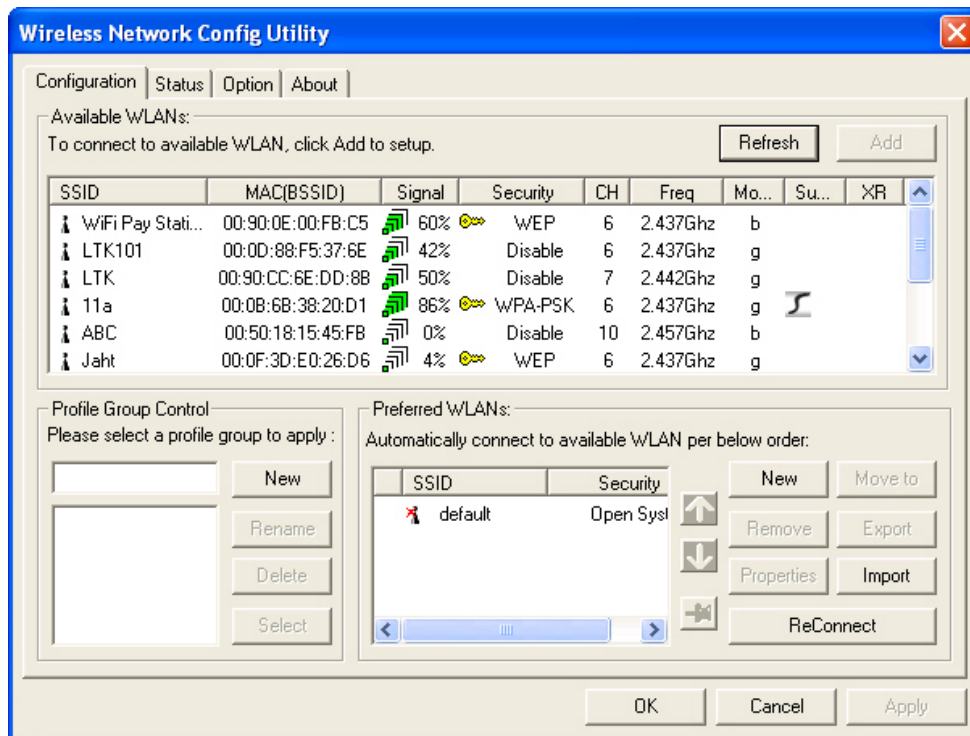 Wireless Network Config Utility
Configuration Status Option About
Available WLANs:
To connect to available WLAN, click Add to setup.
Refresh Add
SSID MAC(BSSID) Signal Security CH Freq Mo... Su... XR
WiFi Pay Stati... 00:90:0E:00:FB:C5 60% WEP 6 2.437Ghz b
LTK101 00:0D:88:F5:37:6E 42% Disable 6 2.437Ghz g
LTK 00:90:CC:6E:DD:8B 50% Disable 7 2.442Ghz g
11a 00:0B:6B:38:20:D1 86% WPA-PSK 6 2.437Ghz g
ABC 00:50:18:15:45:FB 0% Disable 10 2.457Ghz b
Jaht 00:0F:3D:E0:26:D6 4% WEP 6 2.437Ghz g
Profile Group Control
Please select a profile group to apply :
New
Rename
Delete
Select
Preferred WLANs:
Automatically connect to available WLAN per below order:
SSID Security
default Open Syst
New Move to
Remove Export
Properties Import
ReConnect
OK Cancel Apply